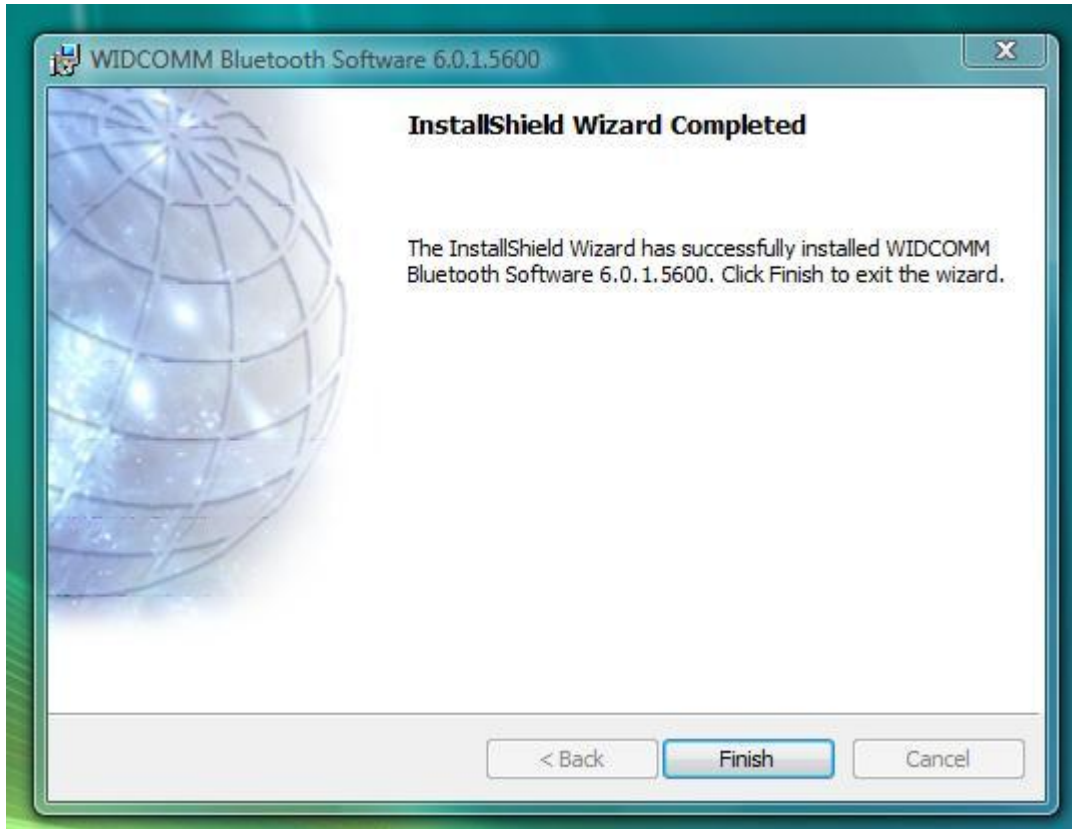 WIDCOMM Bluetooth Software 6.0.1.5600
X
InstallShield Wizard Completed
The InstallShield Wizard has successfully installed WIDCOMM
Bluetooth Software 6.0.1.5600. Click Finish to exit the wizard.
< Back Finish Cancel